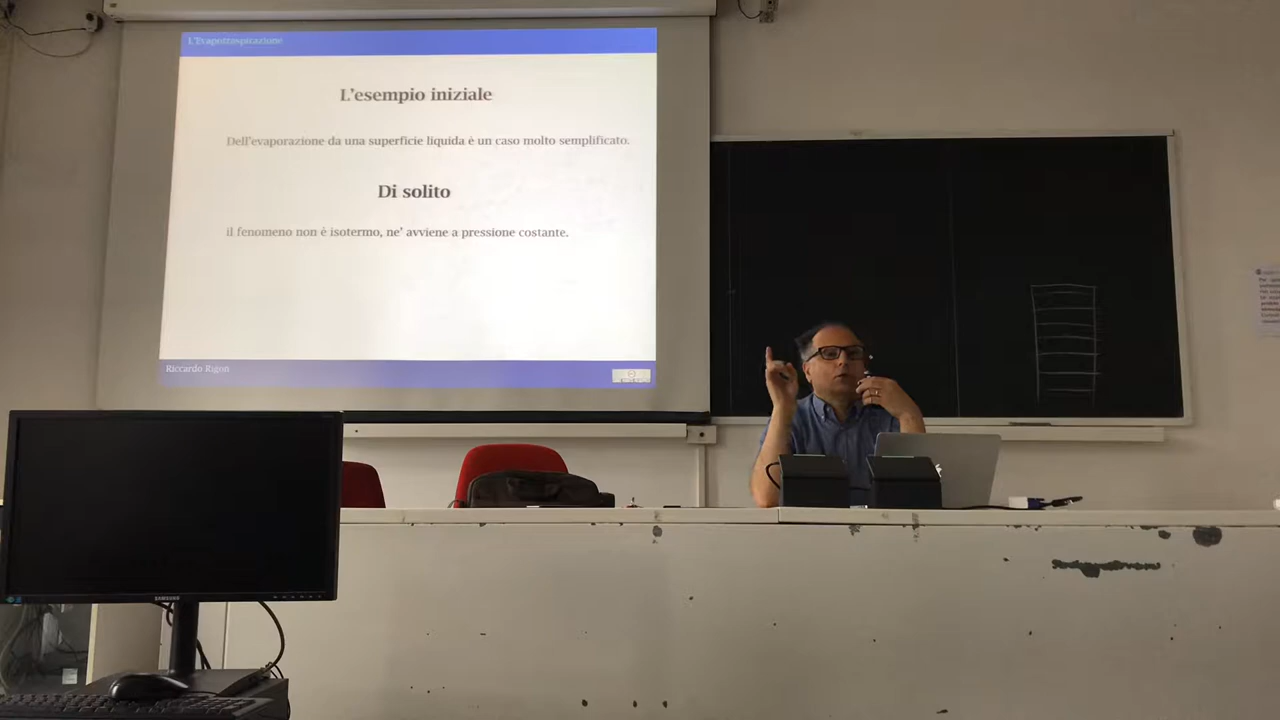 L'Evapotraspirazione
L'esempio iniziale
Dell'evaporazione da una superficie liquida è un caso molto semplificato.
Di solito
il fenomeno non è isotermo, ne' avviene a pressione costante.
Riccardo Rigon
SAMSUNG